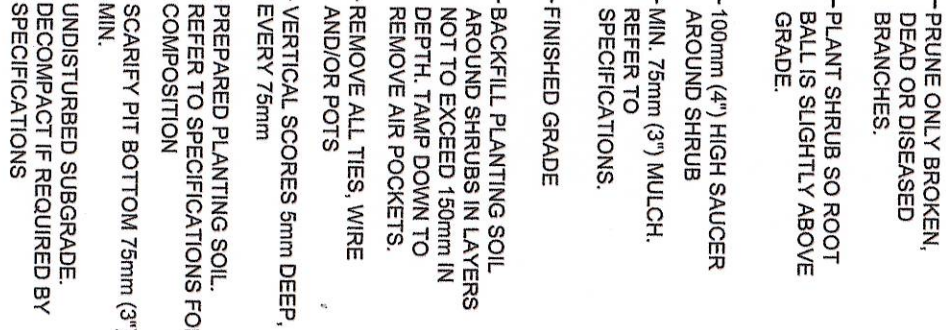 -PRUNE ONLY BROKEN,
DEAD OR DISEASED
BRANCHES.
-PLANT SHRUB SO ROOT
BALL IS SLIGHTLY ABOVE
GRADE.
-100mm (4") HIGH SAUCER
AROUND SHRUB
-MIN. 75mm (3") MULCH.
REFER TO
SPECIFICATIONS.
-FINISHED GRADE
-BACKFILL PLANTING SOIL
AROUND SHRUBS IN LAYERS
NOT TO EXCEED 150mm IN
DEPTH. TAMP DOWN TO
REMOVE AIR POCKETS.
-REMOVE ALL TIES, WIRE
AND/OR POTS
-VERTICAL SCORES 5mm DEEP,
EVERY 75mm
PREPARED PLANTING SOIL.
REFER TO SPECIFICATIONS FO
COMPOSITION
SCARIFY PIT BOTTOM 75mm (3"
MIN.
UNDISTURBED SUBGRADE.
DECOMPACT IF REQUIRED BY
SPECIFICATIONS